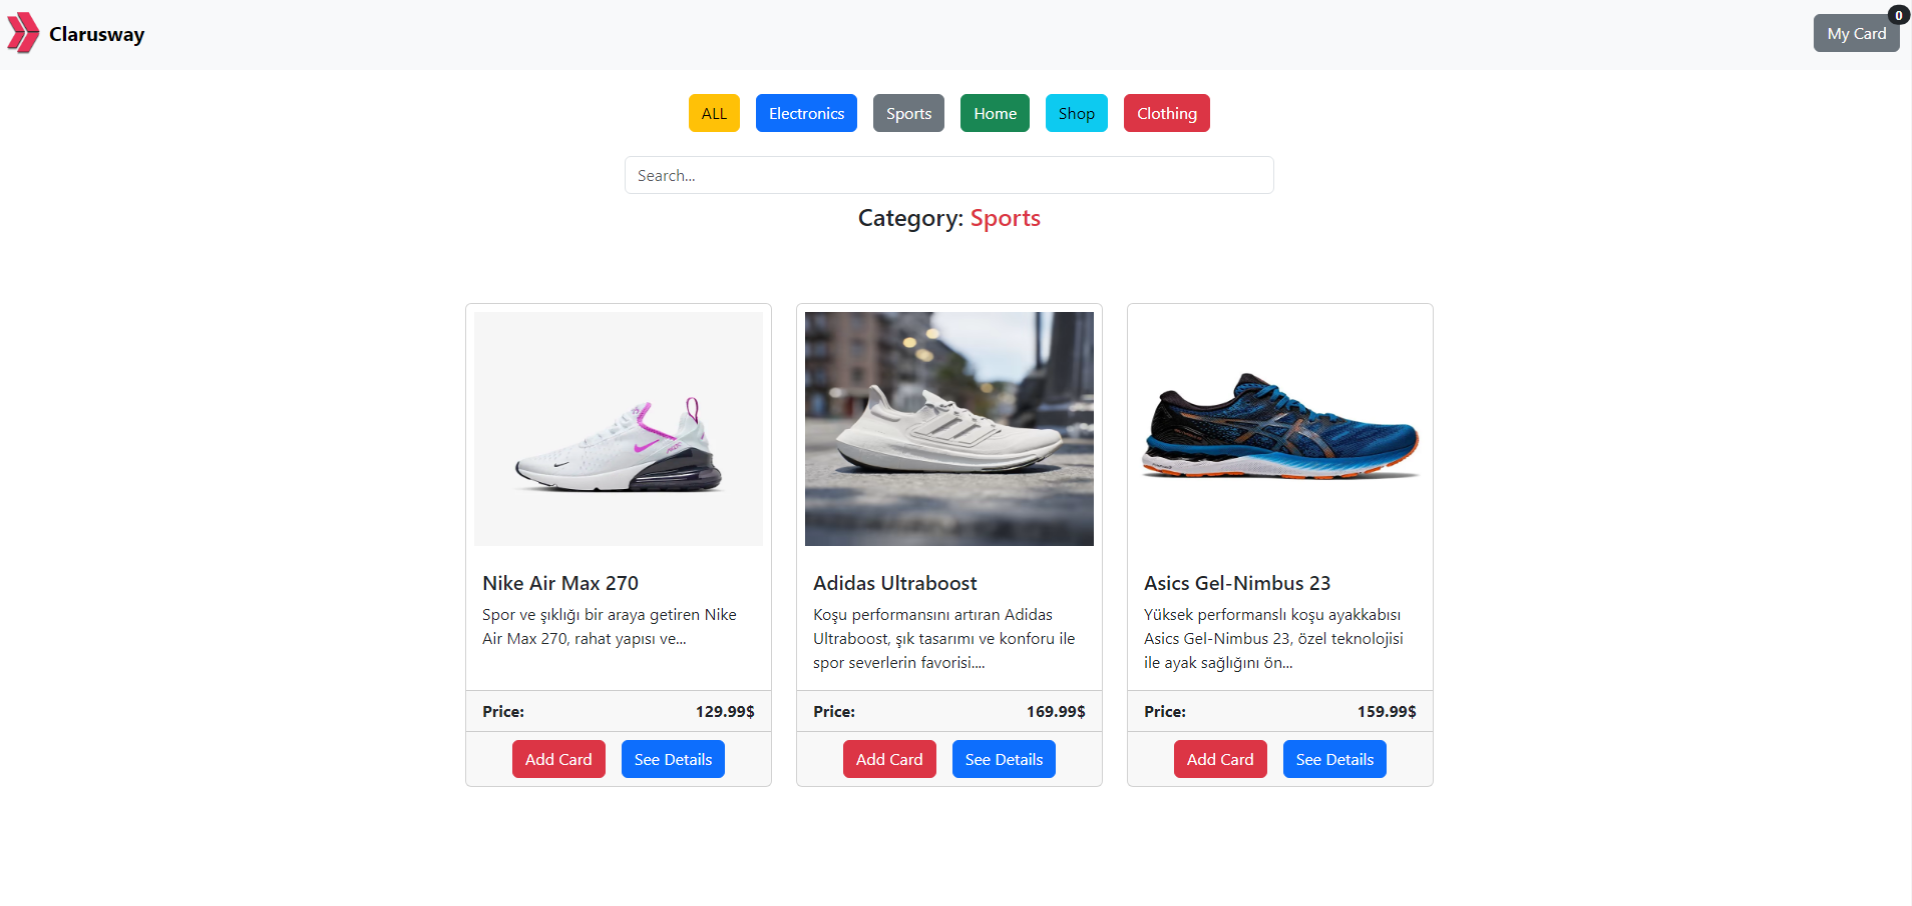 Clarusway
My Card
0
ALL
Electronics
Sports
Home
Shop
Clothing
Search...
Category: Sports
Nike Air Max 270
Spor ve şıklığı bir araya getiren Nike
Air Max 270, rahat yapısı ve...
Price: 129.99$
Add Card
See Details
Adidas Ultraboost
Koşu performansını artıran Adidas
Ultraboost, şık tasarımı ve konforu ile
spor severlerin favorisi....
Price: 169.99$
Add Card
See Details
Asics Gel-Nimbus 23
Yüksek performanslı koşu ayakkabısı
Asics Gel-Nimbus 23, özel teknolojisi
ile ayak sağlığını ön...
Price: 159.99$
Add Card
See Details